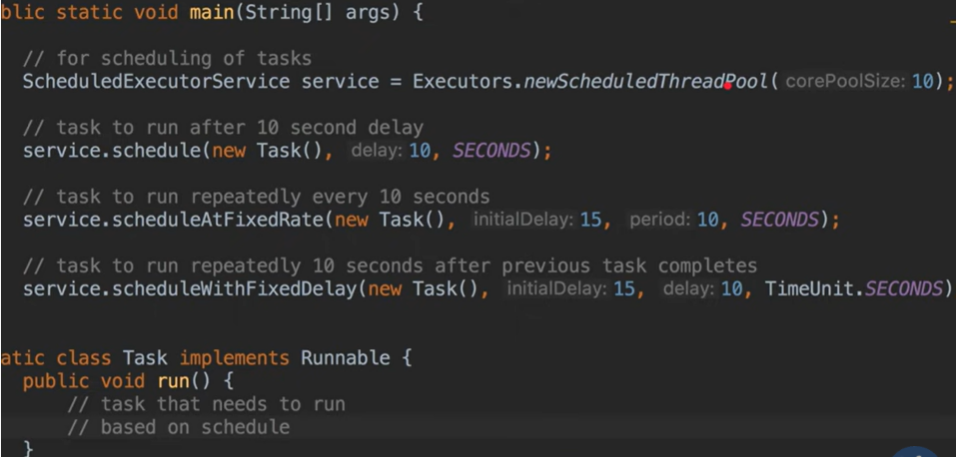 blic static void main(String[] args) {
// for scheduling of tasks
ScheduledExecutorService service = Executors.newScheduledThreadPool( corePoolSize: 10);
// task to run after 10 second delay
service.schedule(new Task(), delay: 10, SECONDS);
// task to run repeatedly every 10 seconds
service.scheduleAtFixedRate(new Task(), initialDelay: 15, period: 10, SECONDS);
// task to run repeatedly 10 seconds after previous task completes
service.scheduleWithFixedDelay(new Task(), initialDelay: 15, delay: 10, TimeUnit.SECONDS)
atic class Task implements Runnable {
public void run() {
// task that needs to run
// based on schedule
}